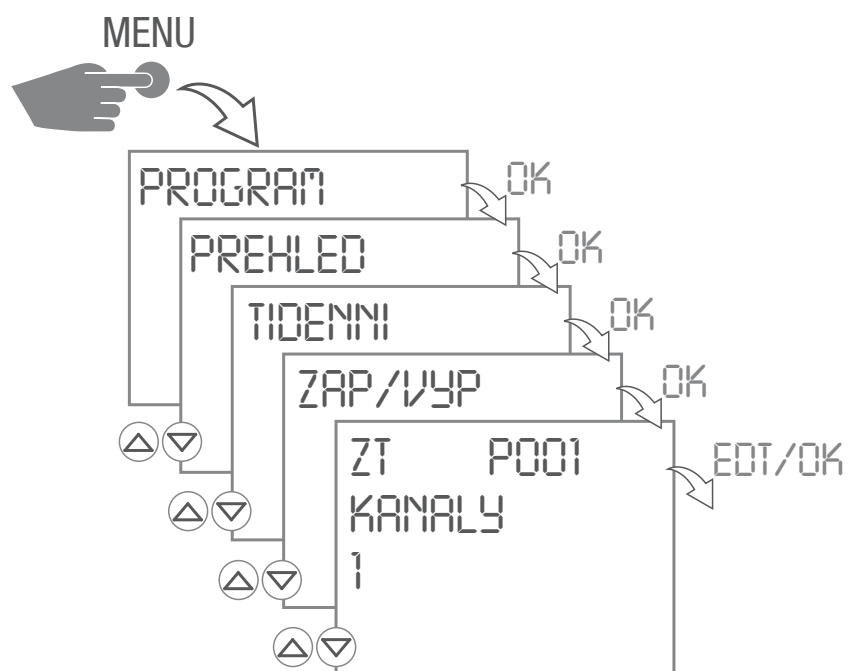 MENU
PROGRAM
OK
PREHLED
OK
TIDENNI
OK
ZAP/VYP
OK
ZT P001
EDT/OK
KANALY
1